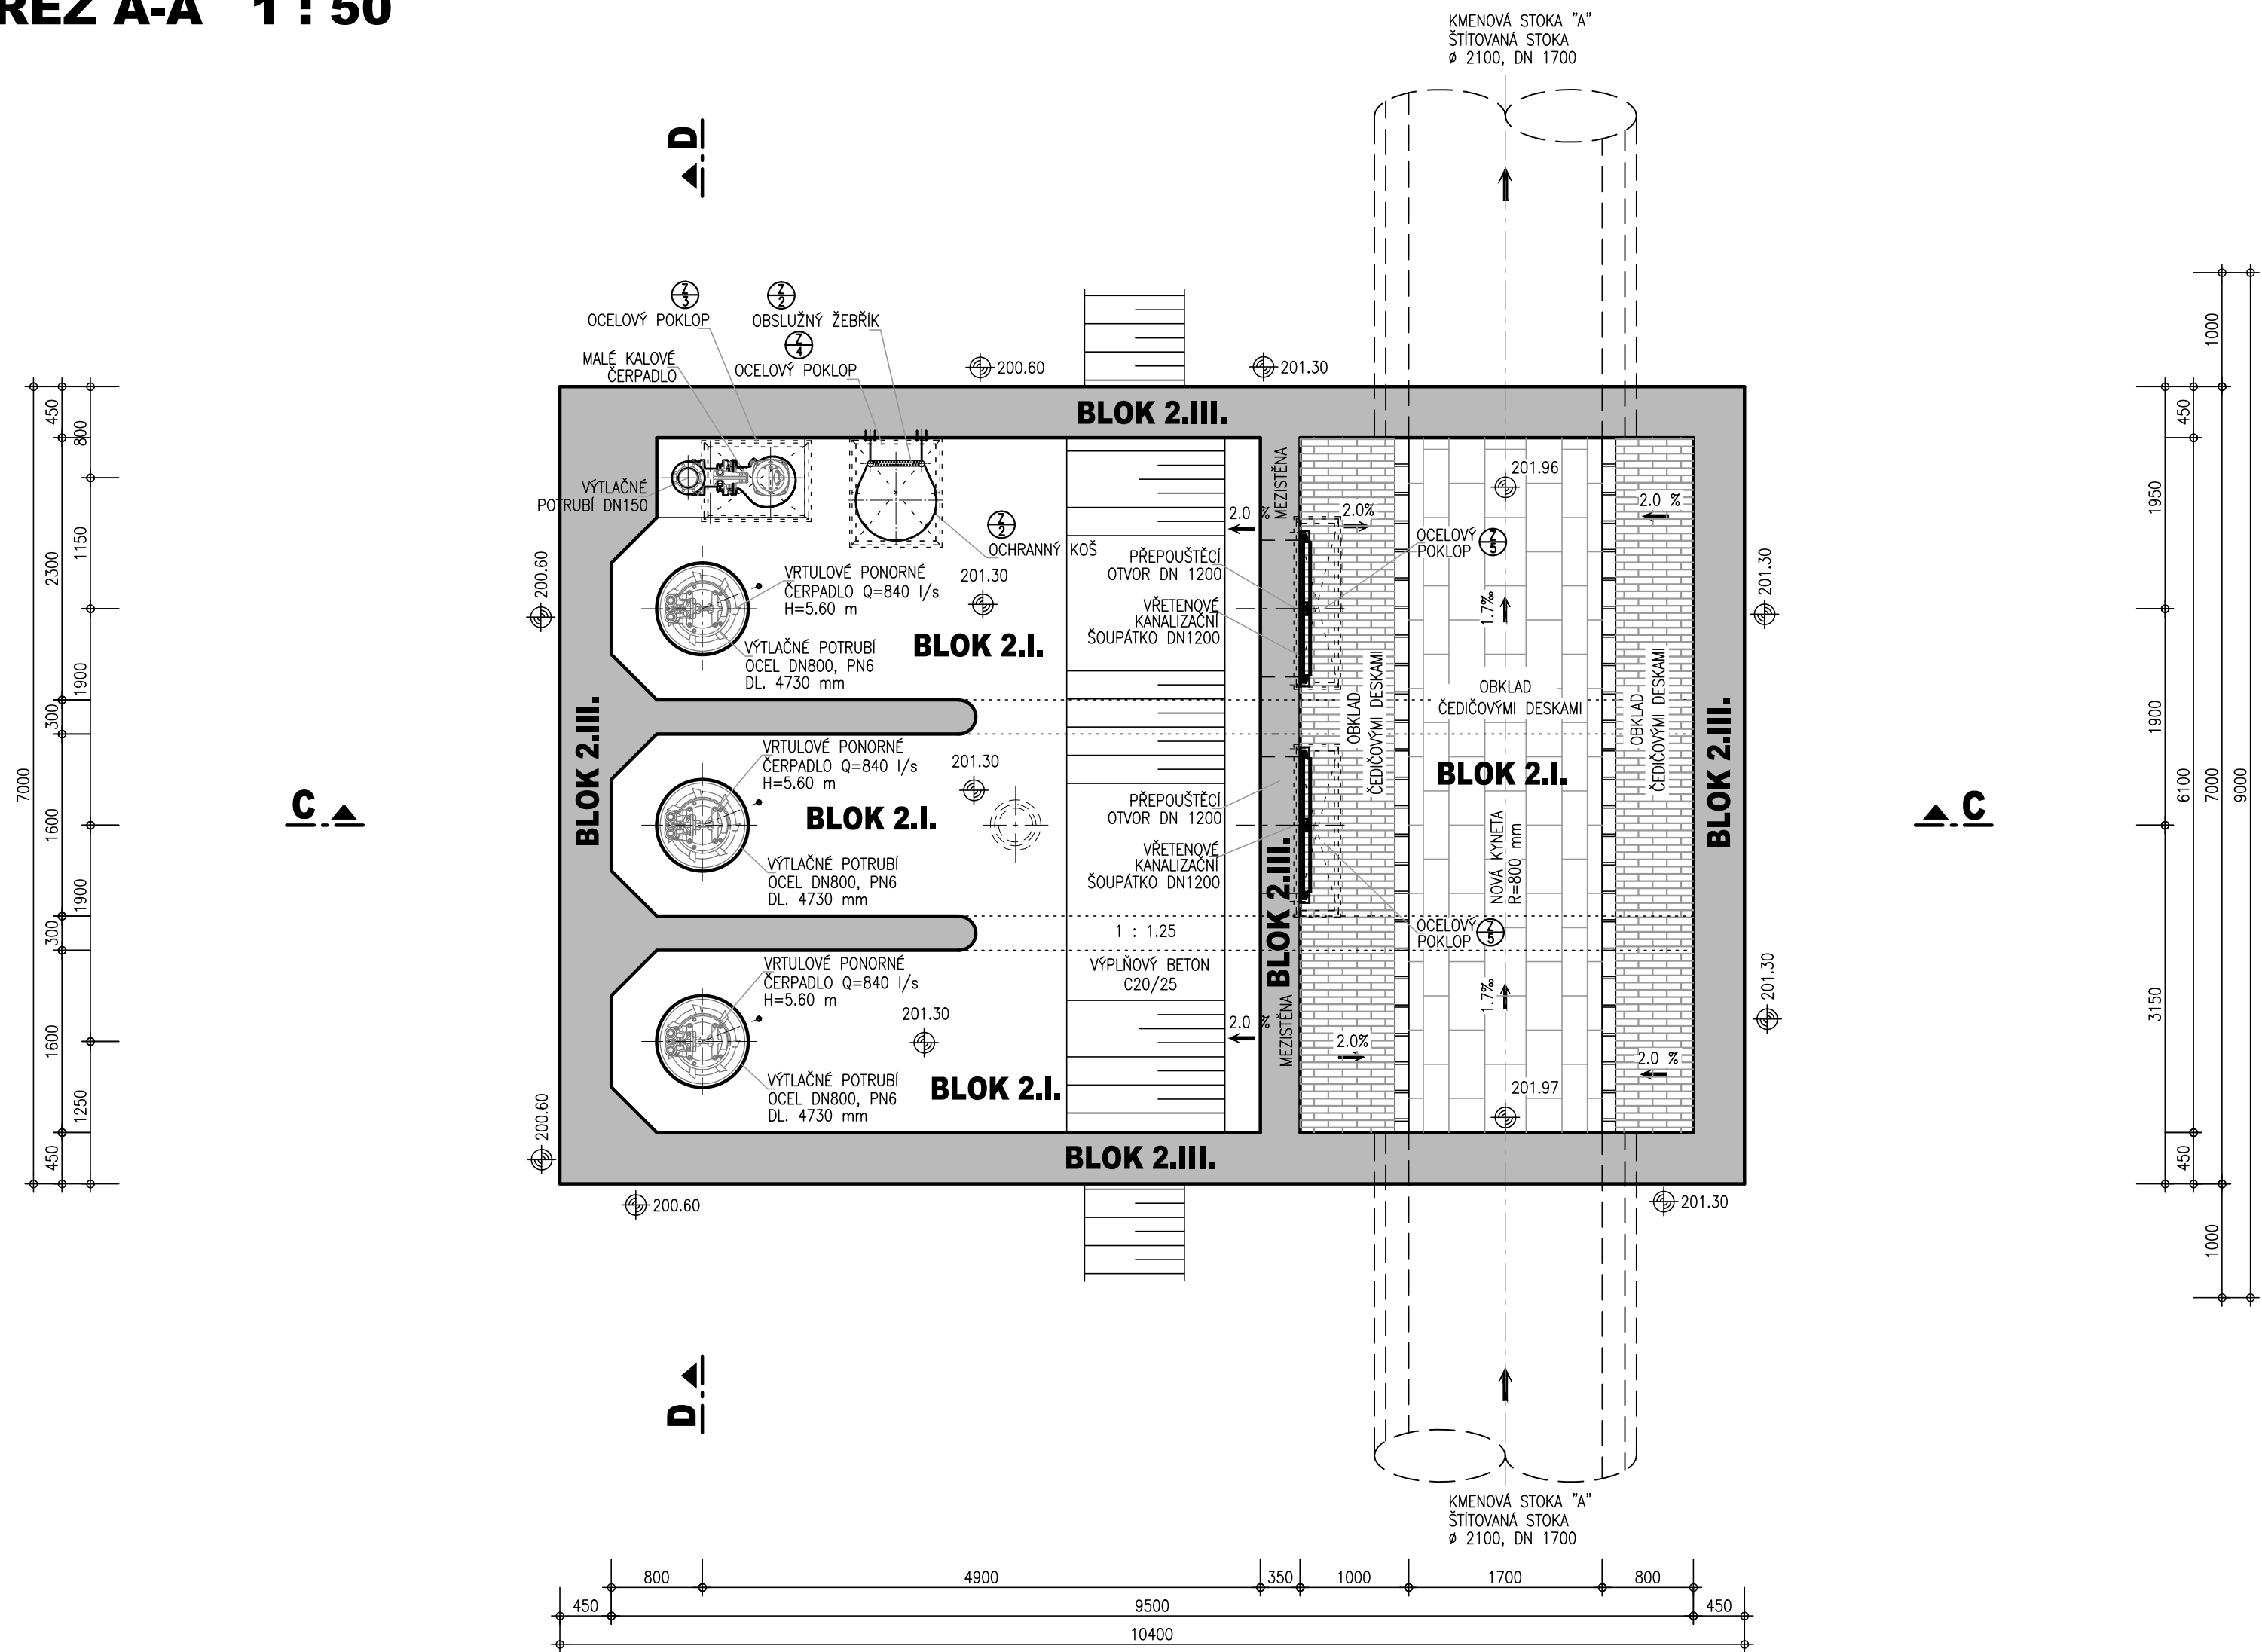 ŘEZ A-A 1 : 50
KMENOVÁ STOKA "A"
ŠTÍTOVANÁ STOKA
ø 2100, DN 1700
D
Z
3
OCELOVÝ POKLOP
Z
2
OBSLUŽNÝ ŽEBŘÍK
Z
4
OCELOVÝ POKLOP
MALÉ KALOVÉ
ČERPADLO
200.60
201.30
BLOK 2.III.
VÝTLAČNÉ
POTRUBÍ DN150
Z
2
OCHRANNÝ KOŠ
MEZISTĚNA
2.0 %
2.0%
201.96
2.0 %
OCELOVÝ
POKLOP
Z
5
PŘEPOUŠTĚCÍ
OTVOR DN 1200
VŘETENOVÉ
KANALIZAČNÍ
ŠOUPÁTKO DN1200
VRTULOVÉ PONORNÉ
ČERPADLO Q=840 l/s
H=5.60 m
201.30
BLOK 2.I.
VÝTLAČNÉ POTRUBÍ
OCEL DN800, PN6
DL. 4730 mm
200.60
201.30
1.7%
OBKLAD
ČEDIČOVÝMI DESKAMI
OBKLAD
ČEDIČOVÝMI DESKAMI
OBKLAD
ČEDIČOVÝMI DESKAMI
BLOK 2.III.
BLOK 2.III.
VRTULOVÉ PONORNÉ
ČERPADLO Q=840 l/s
H=5.60 m
201.30
BLOK 2.I.
BLOK 2.I.
VÝTLAČNÉ POTRUBÍ
OCEL DN800, PN6
DL. 4730 mm
PŘEPOUŠTĚCÍ
OTVOR DN 1200
VŘETENOVÉ
KANALIZAČNÍ
ŠOUPÁTKO DN1200
NOVÁ KYNETA
R=800 mm
C
C
BLOK 2.III.
OCELOVÝ
POKLOP
Z
5
1 : 1.25
VÝPLŇOVÝ BETON
C20/25
VRTULOVÉ PONORNÉ
ČERPADLO Q=840 l/s
H=5.60 m
201.30
BLOK 2.I.
VÝTLAČNÉ POTRUBÍ
OCEL DN800, PN6
DL. 4730 mm
MEZISTĚNA
2.0 %
2.0%
1.7%
2.0 %
201.97
201.30
200.60
BLOK 2.III.
200.60
201.30
D
KMENOVÁ STOKA "A"
ŠTÍTOVANÁ STOKA
ø 2100, DN 1700
7000
450
2300
300
1600
300
1600
450
800
1150
1900
1900
1250
1950
1900
3150
450
6100
450
1000
7000
1000
9000
800
4900
350
1000
1700
800
450
9500
450
10400